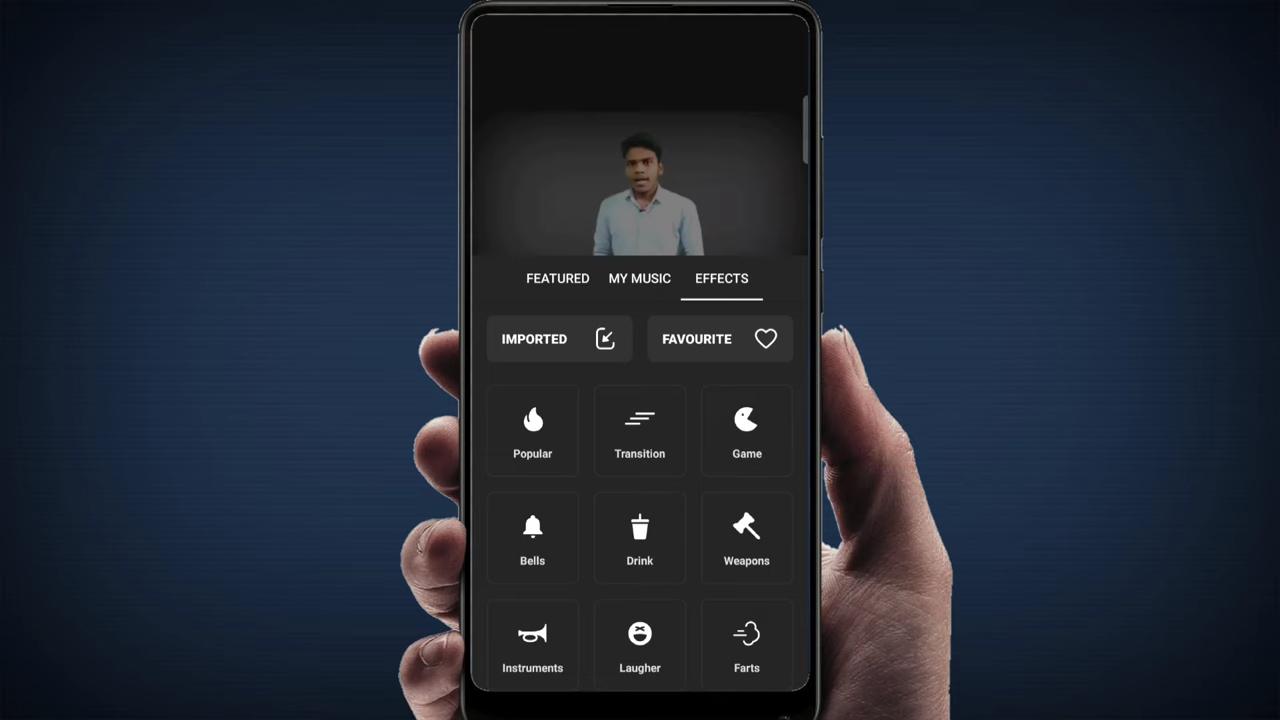 FEATURED MY MUSIC EFFECTS
IMPORTED FAVOURITE
Popular Transition Game
Bells Drink Weapons
Instruments Laugher Farts